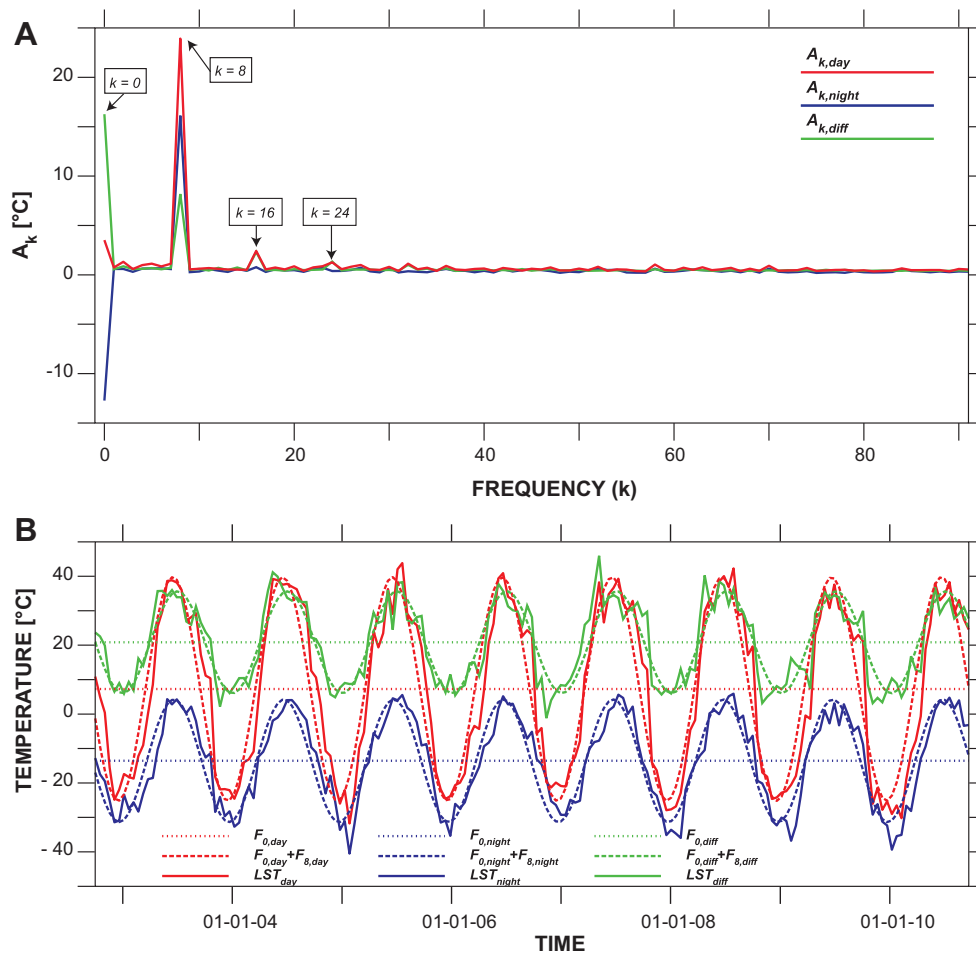 A
k = 0
k = 8
A_k,day
A_k,night
A_k,diff
20
A_k [°C]
10
k = 16
k = 24
0
-10
0 20 40 60 80
FREQUENCY (k)
B
40
TEMPERATURE [°C]
20
0
-20
- 40
F_0,day F_0,night F_0,diff
F_0,day+F_8,day F_0,night+F_8,night F_0,diff+F_8,diff
LST_day LST_night LST_diff
01-01-04 01-01-06 01-01-08 01-01-10
TIME